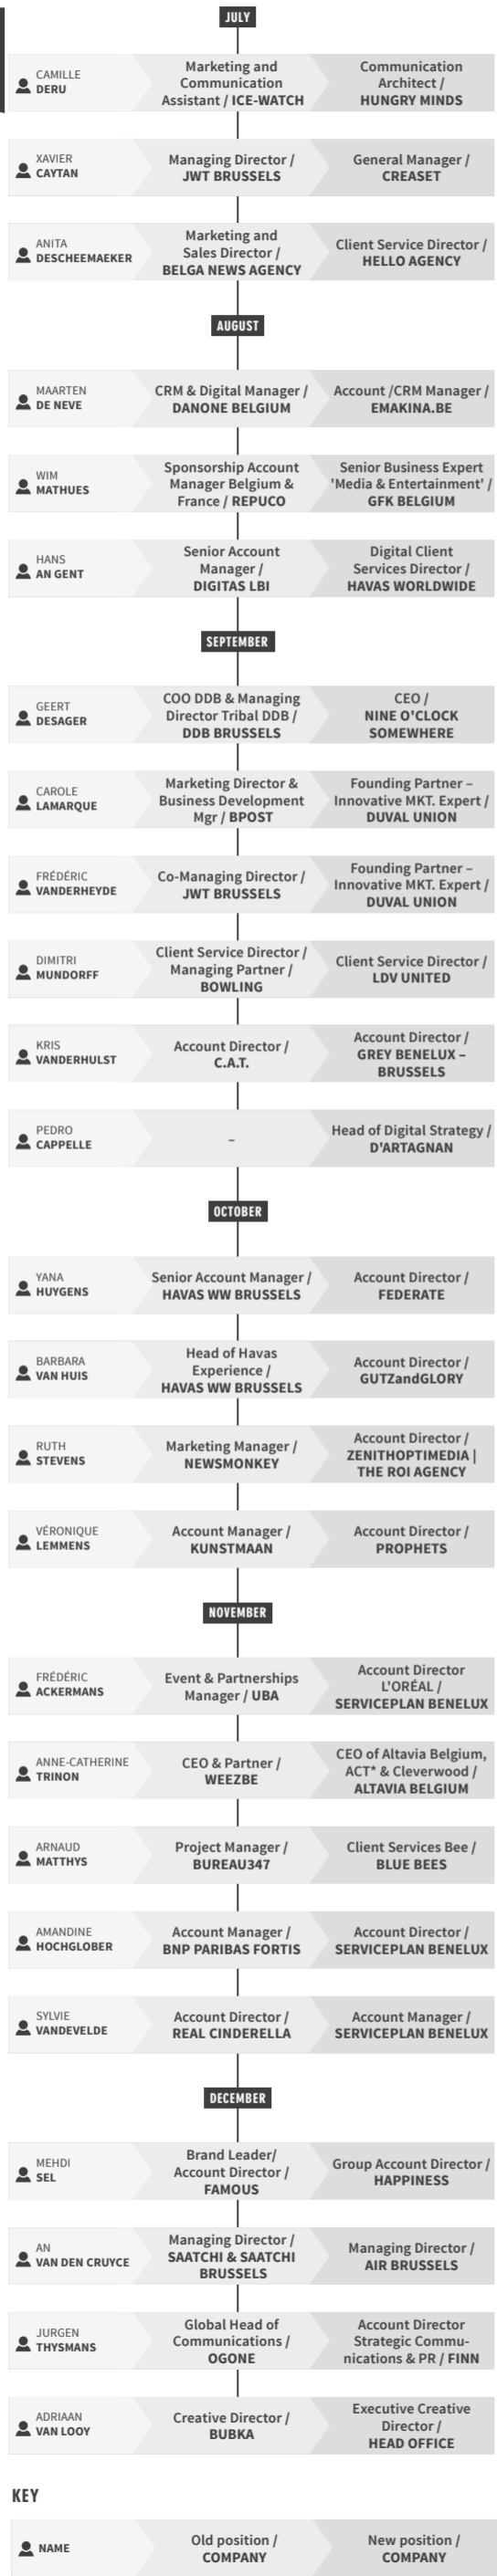 JULY
CAMILLE
DERU
Marketing and
Communication
Assistant / ICE-WATCH
Communication
Architect /
HUNGRY MINDS
XAVIER
CAYTAN
Managing Director /
JWT BRUSSELS
General Manager /
CREASET
ANITA
DESCHEEMAEKER
Marketing and
Sales Director /
BELGA NEWS AGENCY
Client Service Director /
HELLO AGENCY
AUGUST
MAARTEN
DE NEVE
CRM & Digital Manager /
DANONE BELGIUM
Account /CRM Manager /
EMAKINA.BE
WIM
MATHUES
Sponsorship Account
Manager Belgium &
France / REPUCO
Senior Business Expert
'Media & Entertainment' /
GFK BELGIUM
HANS
AN GENT
Senior Account
Manager /
DIGITAS LBI
Digital Client
Services Director /
HAVAS WORLDWIDE
SEPTEMBER
GEERT
DESAGER
COO DDB & Managing
Director Tribal DDB /
DDB BRUSSELS
CEO /
NINE O'CLOCK
SOMEWHERE
CAROLE
LAMARQUE
Marketing Director &
Business Development
Mgr / BPOST
Founding Partner –
Innovative MKT. Expert /
DUVAL UNION
FRÉDÉRIC
VANDERHEYDE
Co-Managing Director /
JWT BRUSSELS
Founding Partner –
Innovative MKT. Expert /
DUVAL UNION
DIMITRI
MUNDORFF
Client Service Director /
Managing Partner /
BOWLING
Client Service Director /
LDV UNITED
KRIS
VANDERHULST
Account Director /
C.A.T.
Account Director /
GREY BENELUX –
BRUSSELS
PEDRO
CAPPELLE
–
Head of Digital Strategy /
D'ARTAGNAN
OCTOBER
YANA
HUYGENS
Senior Account Manager /
HAVAS WW BRUSSELS
Account Director /
FEDERATE
BARBARA
VAN HUIS
Head of Havas
Experience /
HAVAS WW BRUSSELS
Account Director /
GUTZandGLORY
RUTH
STEVENS
Marketing Manager /
NEWSMONKEY
Account Director /
ZENITHOPTIMEDIA |
THE ROI AGENCY
VÉRONIQUE
LEMMENS
Account Manager /
KUNSTMAAN
Account Director /
PROPHETS
NOVEMBER
FRÉDÉRIC
ACKERMANS
Event & Partnerships
Manager / UBA
Account Director
L'ORÉAL /
SERVICEPLAN BENELUX
ANNE-CATHERINE
TRINON
CEO & Partner /
WEEZBE
CEO of Altavia Belgium,
ACT* & Cleverwood /
ALTAVIA BELGIUM
ARNAUD
MATTHYS
Project Manager /
BUREAU347
Client Services Bee /
BLUE BEES
AMANDINE
HOCHGLOBER
Account Manager /
BNP PARIBAS FORTIS
Account Director /
SERVICEPLAN BENELUX
SYLVIE
VANDEVELDE
Account Director /
REAL CINDERELLA
Account Manager /
SERVICEPLAN BENELUX
DECEMBER
MEHDI
SEL
Brand Leader/
Account Director /
FAMOUS
Group Account Director /
HAPPINESS
AN
VAN DEN CRUYCE
Managing Director /
SAATCHI & SAATCHI
BRUSSELS
Managing Director /
AIR BRUSSELS
JURGEN
THYSMANS
Global Head of
Communications /
OGONE
Account Director
Strategic Commu-
nications & PR / FINN
ADRIAAN
VAN LOOY
Creative Director /
BUBKA
Executive Creative
Director /
HEAD OFFICE
KEY
NAME
Old position /
COMPANY
New position /
COMPANY